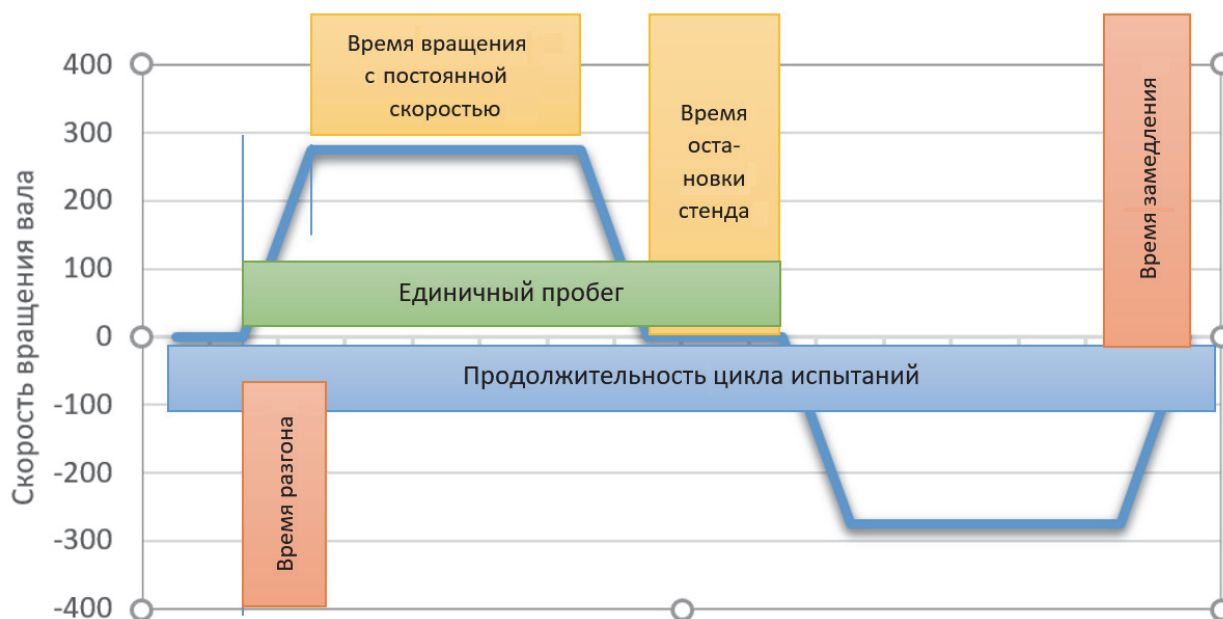 Время вращения
с постоянной
скоростью
Время
оста-
новки
стенда
Время замедления
400
300
200
100
0
-100
-200
-300
-400
Скорость вращения вала
Единичный пробег
Продолжительность цикла испытаний
Время разгона